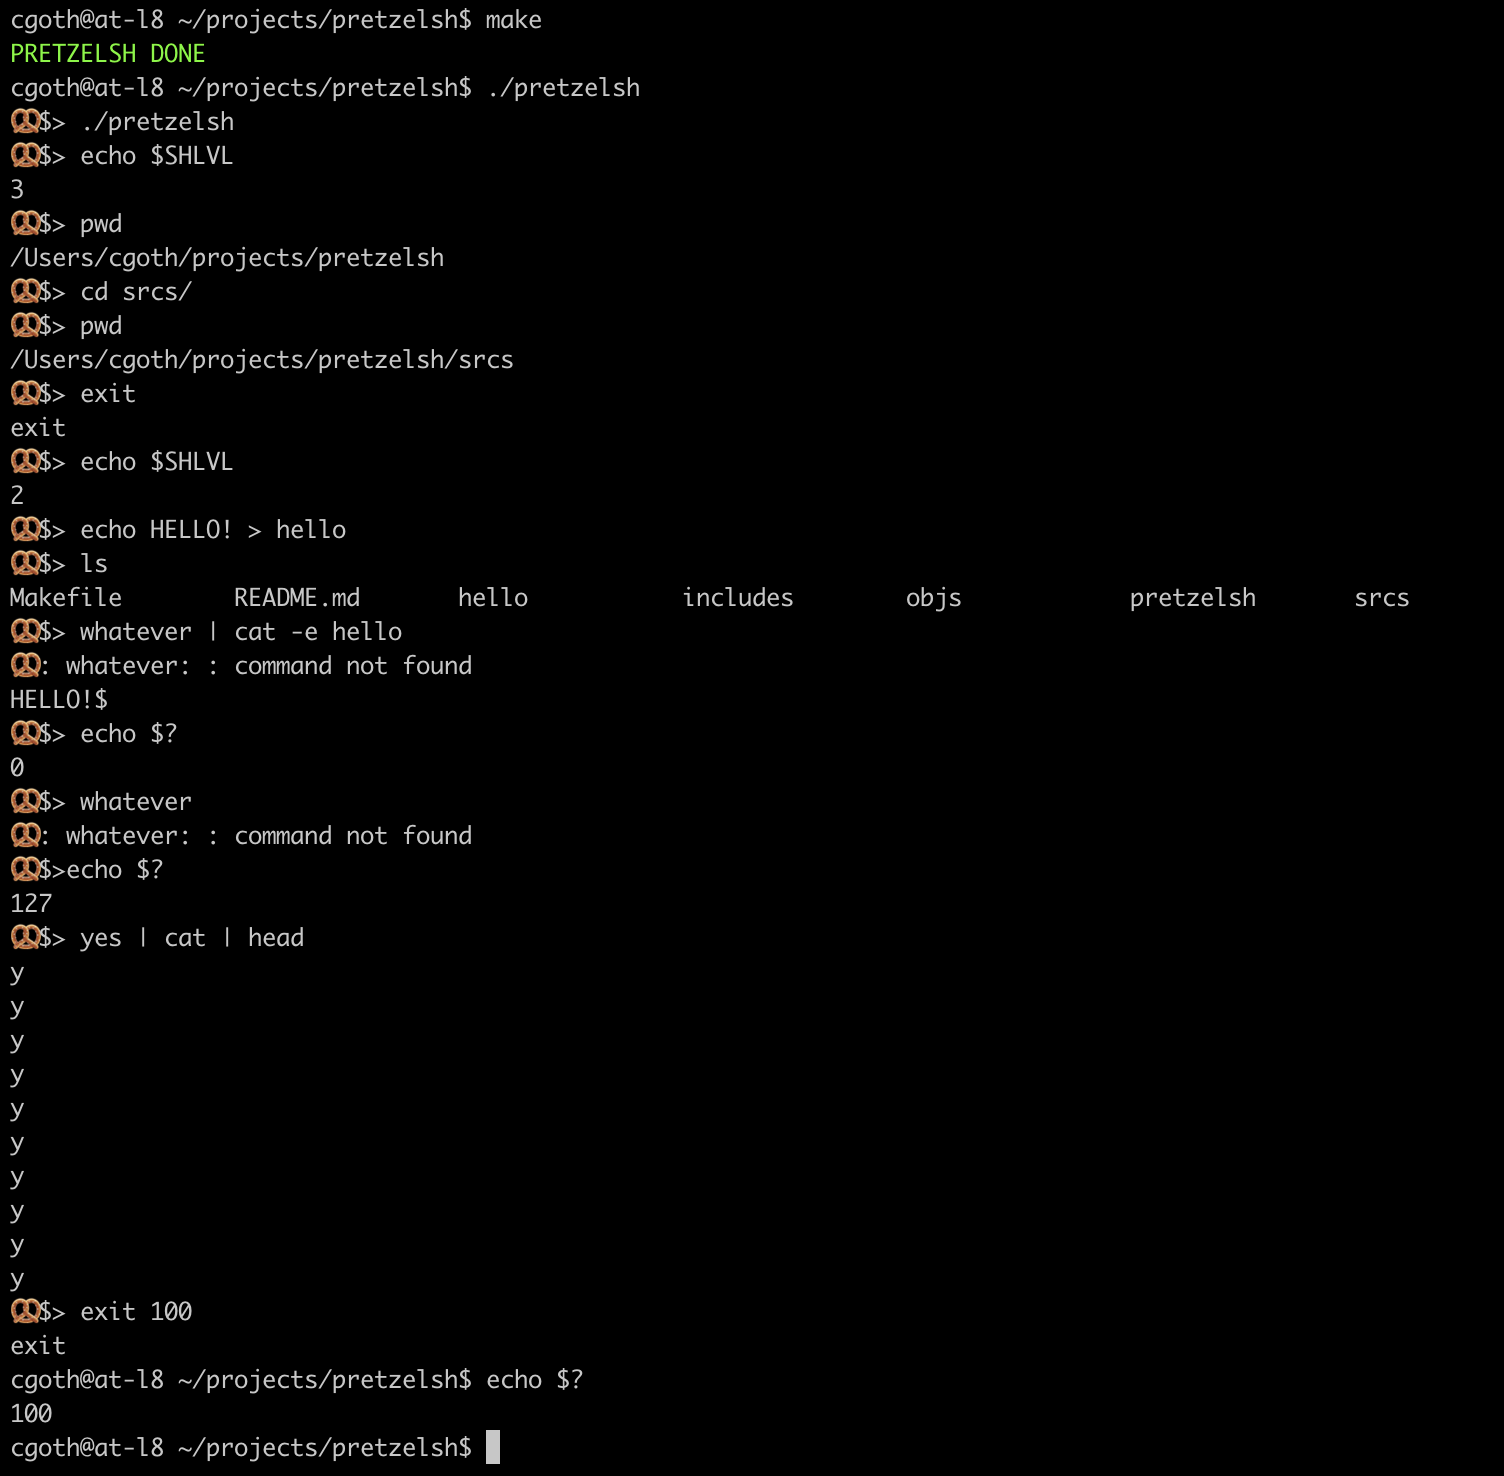 cgoth@at-l8 ~/projects/pretzelsh$ make
PRETZELSH DONE
cgoth@at-l8 ~/projects/pretzelsh$ ./pretzelsh
🥨$> ./pretzelsh
🥨$> echo $SHLVL
3
🥨$> pwd
/Users/cgoth/projects/pretzelsh
🥨$> cd srcs/
🥨$> pwd
/Users/cgoth/projects/pretzelsh/srcs
🥨$> exit
exit
🥨$> echo $SHLVL
2
🥨$> echo HELLO! > hello
🥨$> ls
Makefile        README.md       hello           includes        objs            pretzelsh       srcs
🥨$> whatever | cat -e hello
🥨: whatever: : command not found
HELLO!$
🥨$> echo $?
0
🥨$> whatever
🥨: whatever: : command not found
🥨$>echo $?
127
🥨$> yes | cat | head
y
y
y
y
y
y
y
y
y
y
🥨$> exit 100
exit
cgoth@at-l8 ~/projects/pretzelsh$ echo $?
100
cgoth@at-l8 ~/projects/pretzelsh$